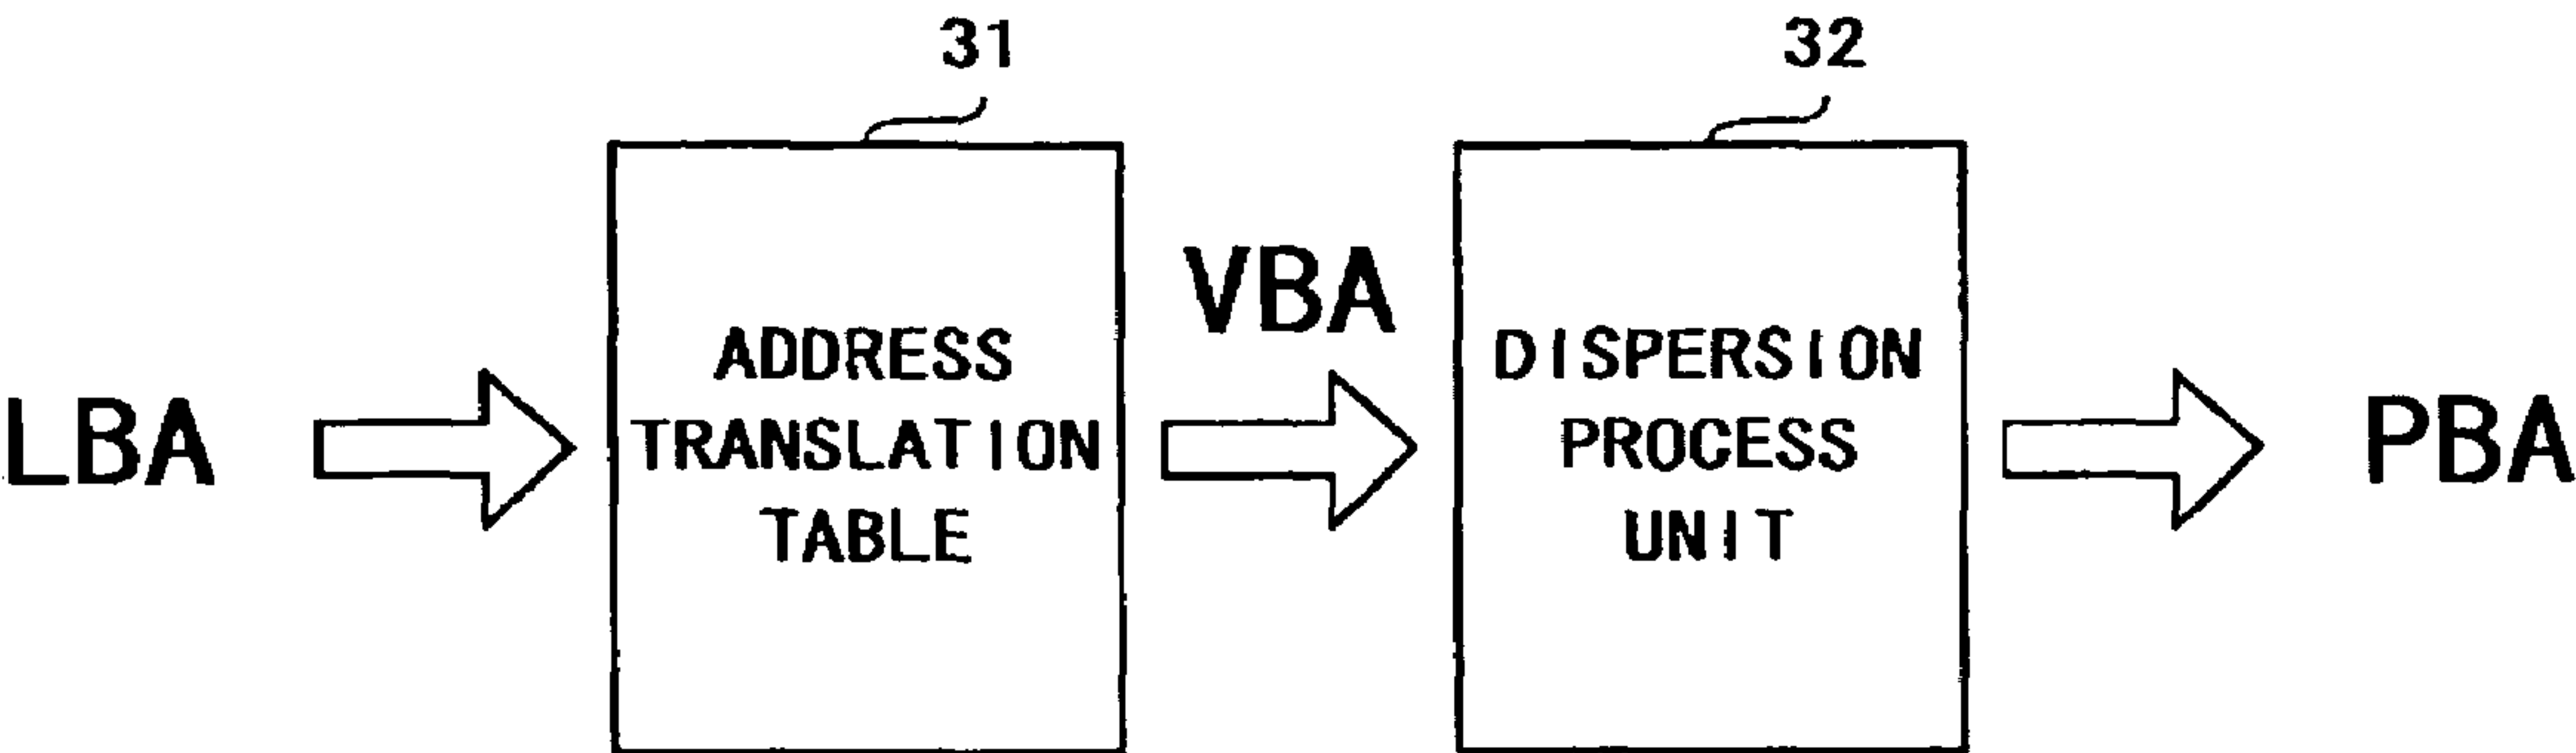 31
32
LBA
ADDRESS
TRANSLATION
TABLE
VBA
DISPERSION
PROCESS
UNIT
PBA